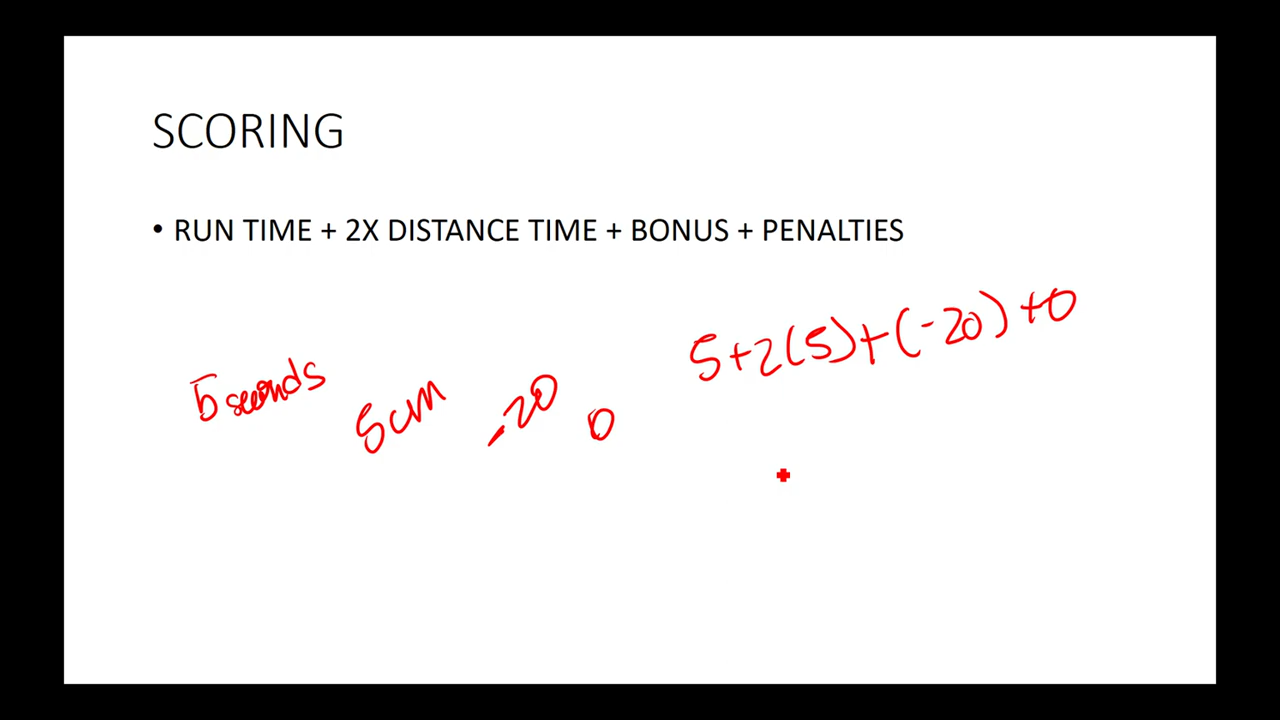 SCORING
• RUN TIME + 2X DISTANCE TIME + BONUS + PENALTIES
5+2(5)+(-20)+0
5 seconds 5cm -20 0